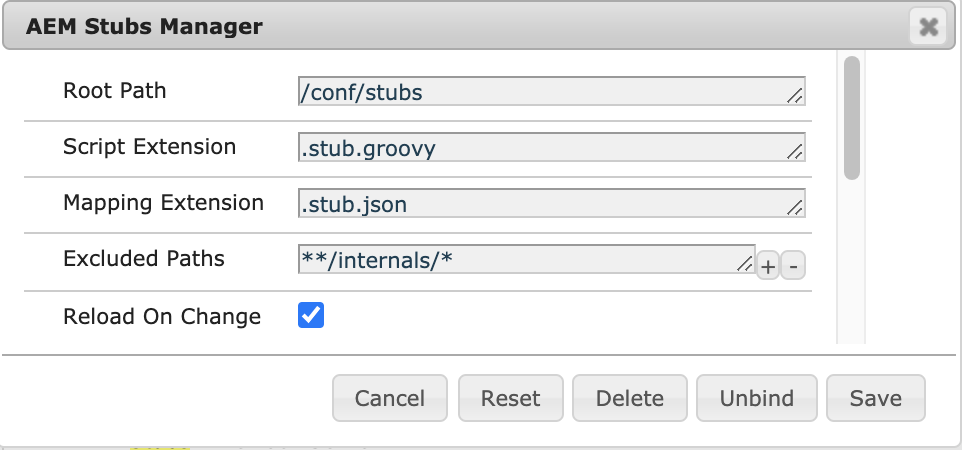 AEM Stubs Manager
Root Path /conf/stubs
Script Extension .stub.groovy
Mapping Extension .stub.json
Excluded Paths **/internals/* + -
Reload On Change
Cancel Reset Delete Unbind Save